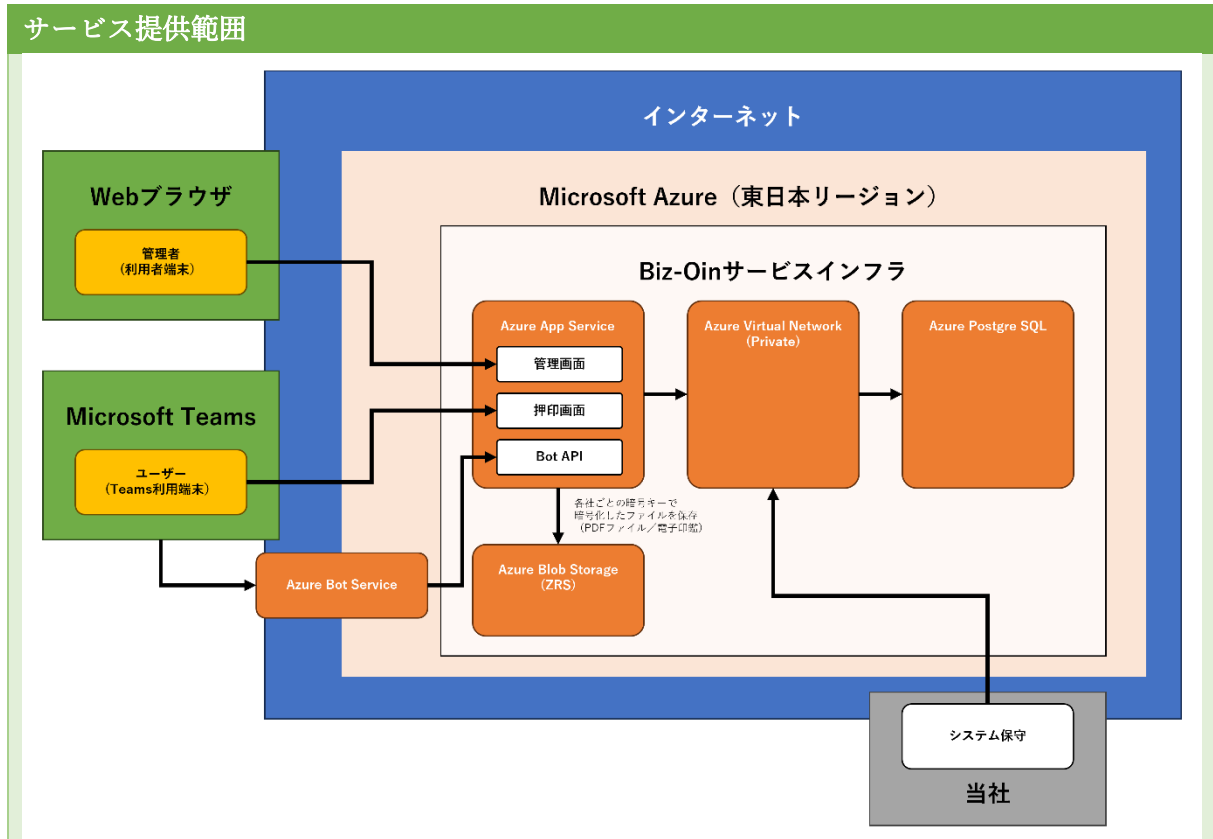 サービス提供範囲
インターネット
Microsoft Azure（東日本リージョン）
Biz-Oinサービスインフラ
Webブラウザ
管理者
（利用者端末）
Microsoft Teams
ユーザー
（Teams利用端末）
Azure App Service
管理画面
押印画面
Bot API
Azure Virtual Network
(Private)
Azure Postgre SQL
各社ごとの暗号キーで
暗号化したファイルを保存
（PDFファイル／電子印鑑）
Azure Bot Service
Azure Blob Storage
(ZRS)
システム保守
当社